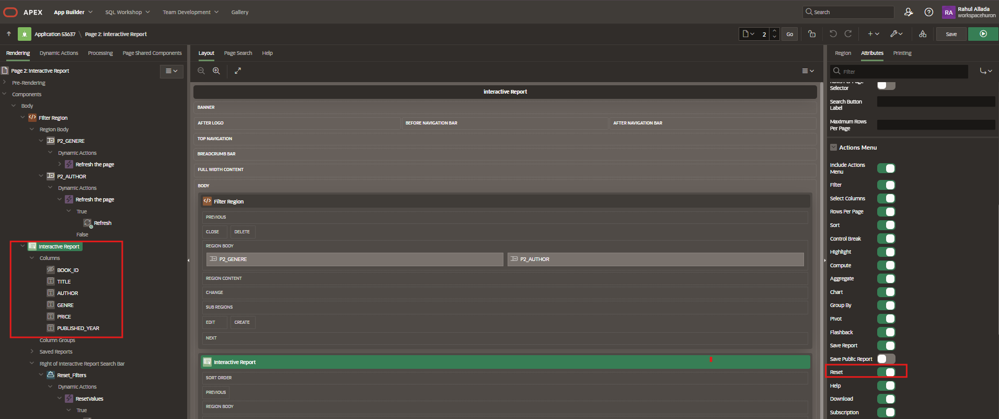 APEX App Builder SQL Workshop Team Development Gallery Search RA Rahul Allada
workspacehuron
Application 53637 \ Page 2: interactive Report 2 Go Save
Rendering Dynamic Actions Processing Page Shared Components
Page 2: interactive Report
Pre-Rendering
Components
Body
Filter Region
Region Body
P2_GENERE
Dynamic Actions
Refresh the page
P2_AUTHOR
Dynamic Actions
Refresh the page
True
Refresh
False
Interactive Report
Columns
BOOK_ID
TITLE
AUTHOR
GENRE
PRICE
PUBLISHED_YEAR
Column Groups
Saved Reports
Right of Interactive Report Search Bar
Reset_Filters
Dynamic Actions
ResetValues
True
Layout Page Search Help
interactive Report
BANNER
AFTER LOGO BEFORE NAVIGATION BAR AFTER NAVIGATION BAR
TOP NAVIGATION
BREADCRUMB BAR
FULL WIDTH CONTENT
BODY
Filter Region
PREVIOUS
CLOSE DELETE
REGION BODY
P2_GENERE P2_AUTHOR
REGION CONTENT
CHANGE
SUB REGIONS
EDIT CREATE
NEXT
Interactive Report
SORT ORDER
PREVIOUS
REGION BODY
Region Attributes Printing
Filter
Rows Per Page
Selector
Search Button
Label
Maximum Rows
Per Page
Actions Menu
Include Actions
Menu
Filter
Select Columns
Rows Per Page
Sort
Control Break
Highlight
Compute
Aggregate
Chart
Group By
Pivot
Flashback
Save Report
Save Public Report
Reset
Help
Download
Subscription